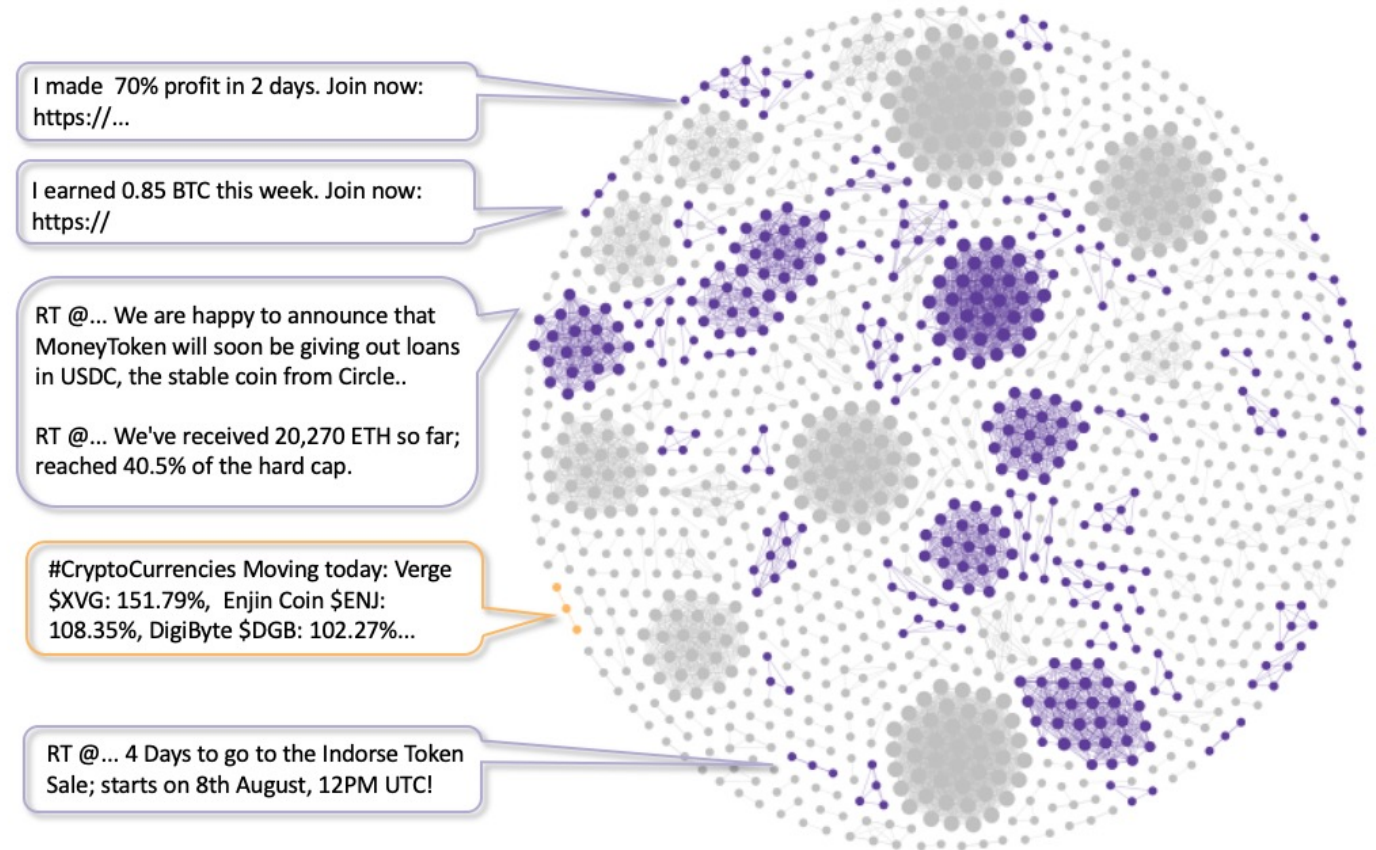 I made  70% profit in 2 days. Join now:
https://...
I earned 0.85 BTC this week. Join now:
https://
RT @... We are happy to announce that
MoneyToken will soon be giving out loans
in USDC, the stable coin from Circle..
RT @... We've received 20,270 ETH so far;
reached 40.5% of the hard cap.
#CryptoCurrencies Moving today: Verge
$XVG: 151.79%,  Enjin Coin $ENJ:
108.35%, DigiByte $DGB: 102.27%...
RT @... 4 Days to go to the Indorse Token
Sale; starts on 8th August, 12PM UTC!